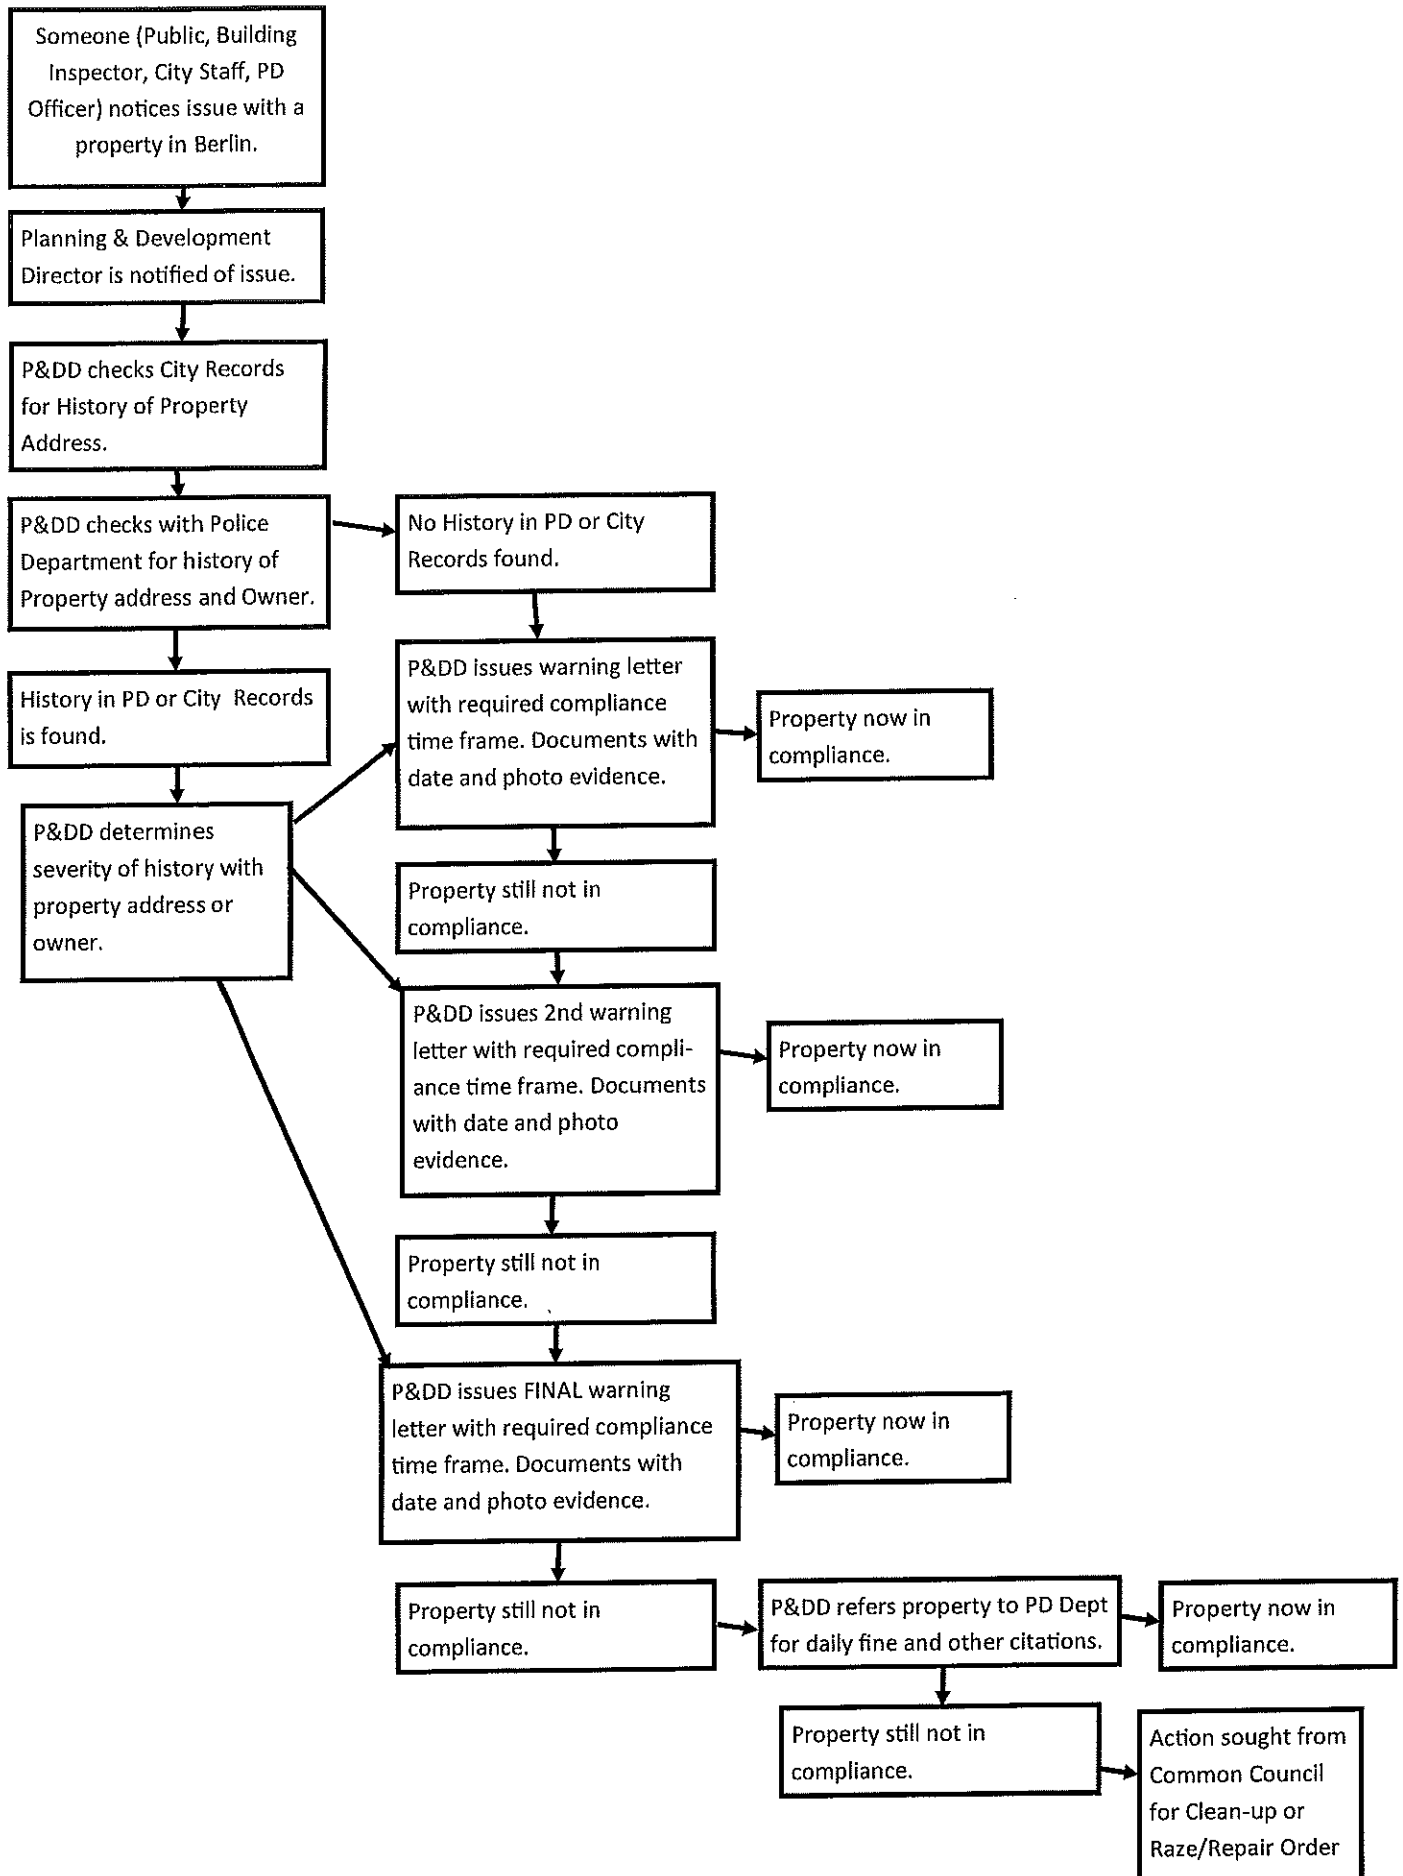 Someone (Public, Building
Inspector, City Staff, PD
Officer) notices issue with a
property in Berlin.
Planning & Development
Director is notified of issue.
P&DD checks City Records
for History of Property
Address.
P&DD checks with Police
Department for history of
Property address and Owner.
No History in PD or City
Records found.
History in PD or City Records
is found.
P&DD issues warning letter
with required compliance
time frame. Documents with
date and photo evidence.
Property now in
compliance.
P&DD determines
severity of history with
property address or
owner.
Property still not in
compliance.
P&DD issues 2nd warning
letter with required compli-
ance time frame. Documents
with date and photo
evidence.
Property now in
compliance.
Property still not in
compliance.
P&DD issues FINAL warning
letter with required compliance
time frame. Documents with
date and photo evidence.
Property now in
compliance.
Property still not in
compliance.
P&DD refers property to PD Dept
for daily fine and other citations.
Property now in
compliance.
Property still not in
compliance.
Action sought from
Common Council
for Clean-up or
Raze/Repair Order